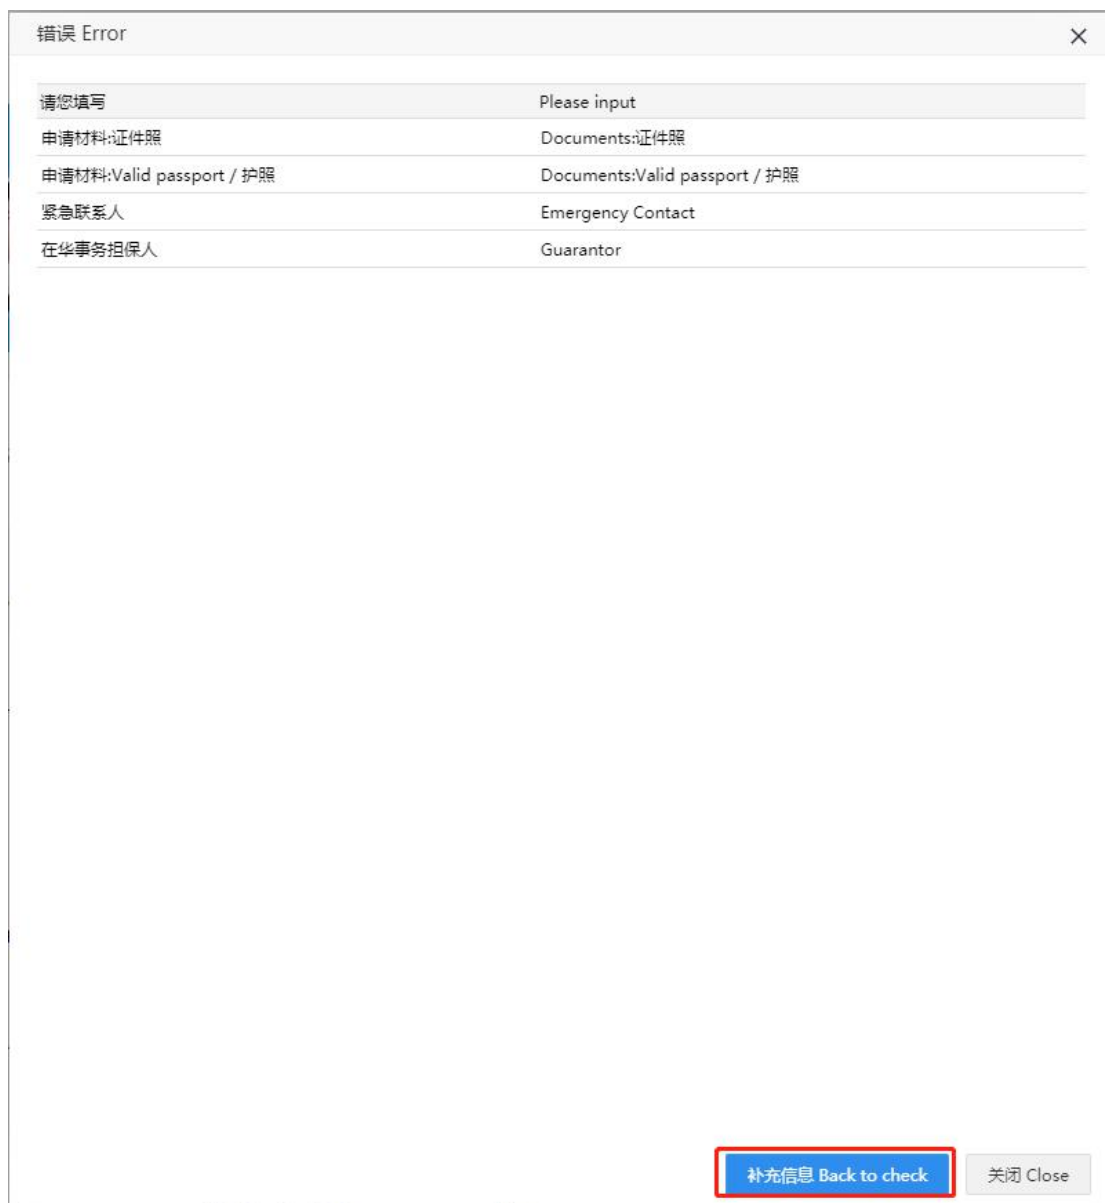 错误 Error
请您填写 Please input
申请材料:证件照 Documents:证件照
申请材料:Valid passport / 护照 Documents:Valid passport / 护照
紧急联系人 Emergency Contact
在华事务担保人 Guarantor
补充信息 Back to check 关闭 Close